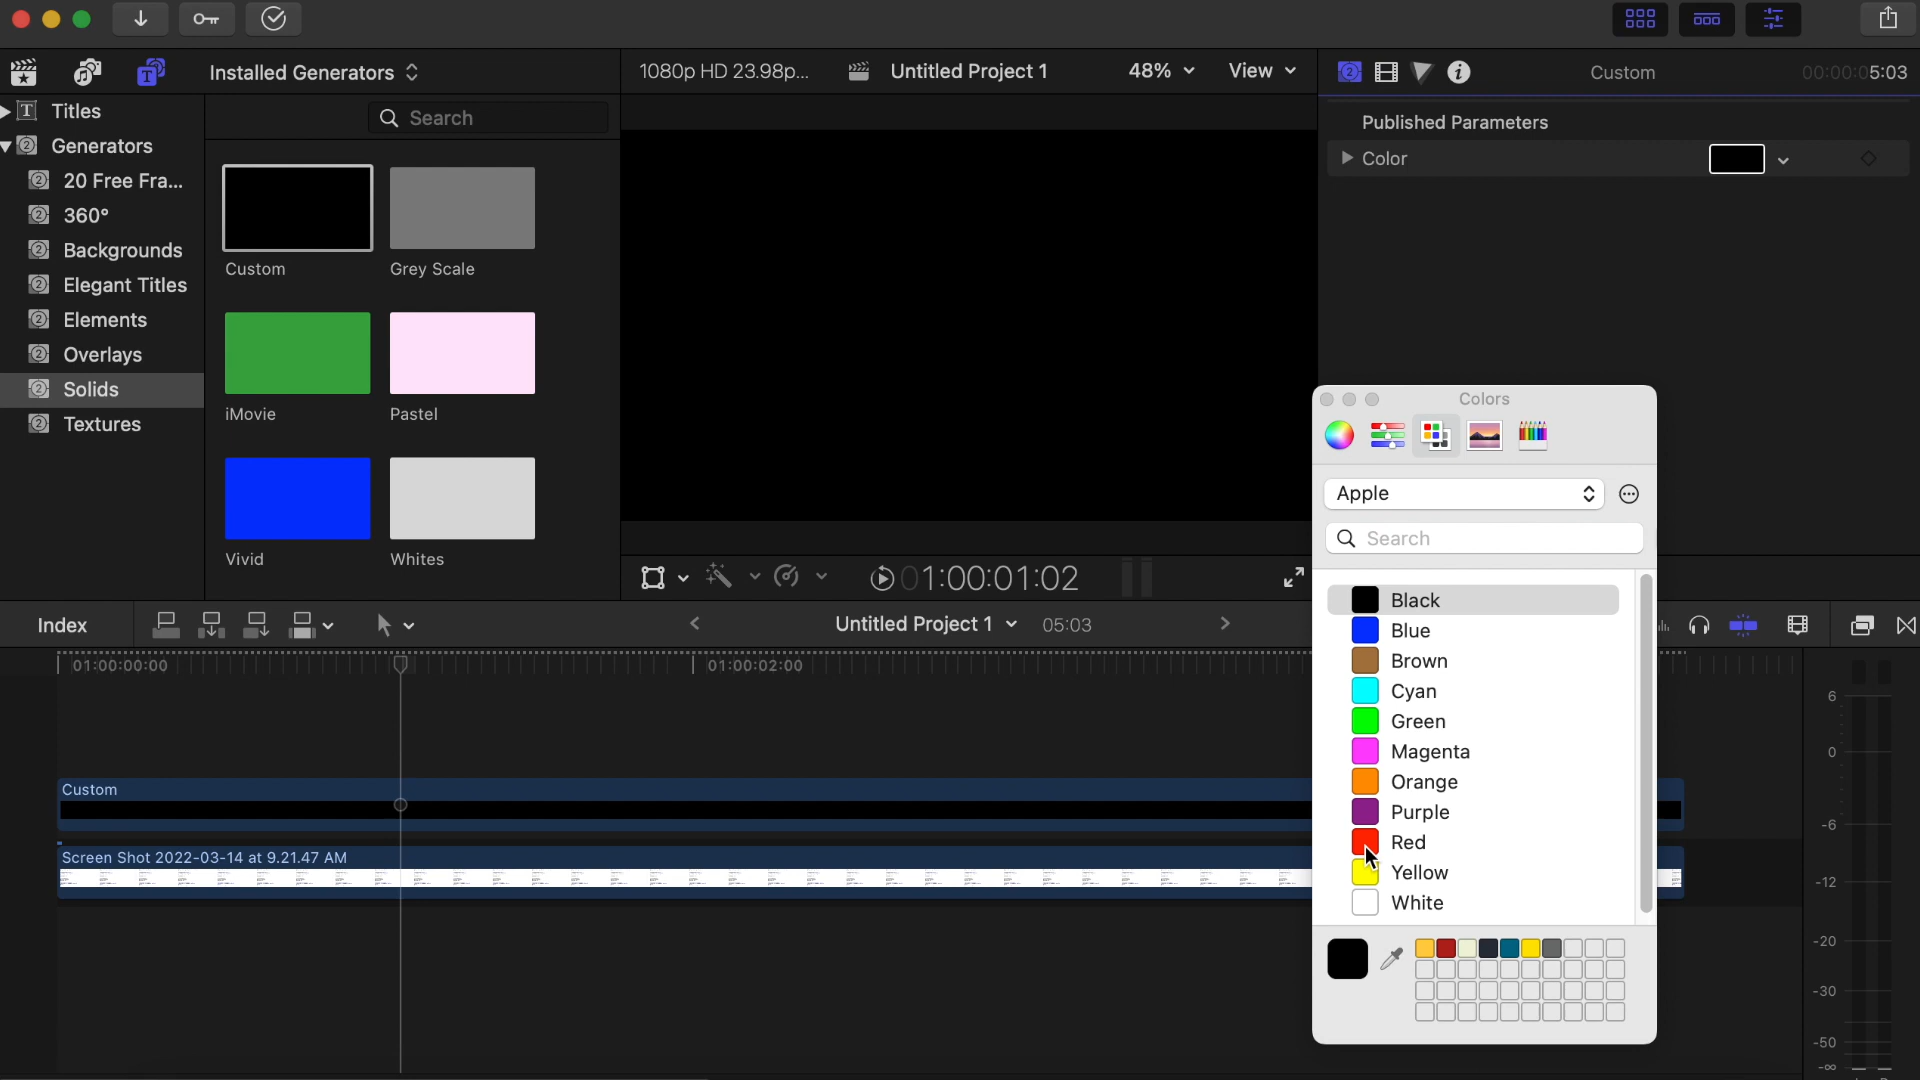 Installed Generators
1080p HD 23.98p...
Untitled Project 1
48%
View
Custom
00:00:05:03
Titles
Generators
20 Free Fra...
360°
Backgrounds
Elegant Titles
Elements
Overlays
Solids
Textures
Search
Custom
Grey Scale
iMovie
Pastel
Vivid
Whites
Published Parameters
Color
01:00:01:02
Colors
Apple
Search
Black
Blue
Brown
Cyan
Green
Magenta
Orange
Purple
Red
Yellow
White
Index
Untitled Project 1
05:03
01:00:00:00
01:00:02:00
Custom
Screen Shot 2022-03-14 at 9.21.47 AM
6
0
-6
-12
-20
-30
-50
-∞